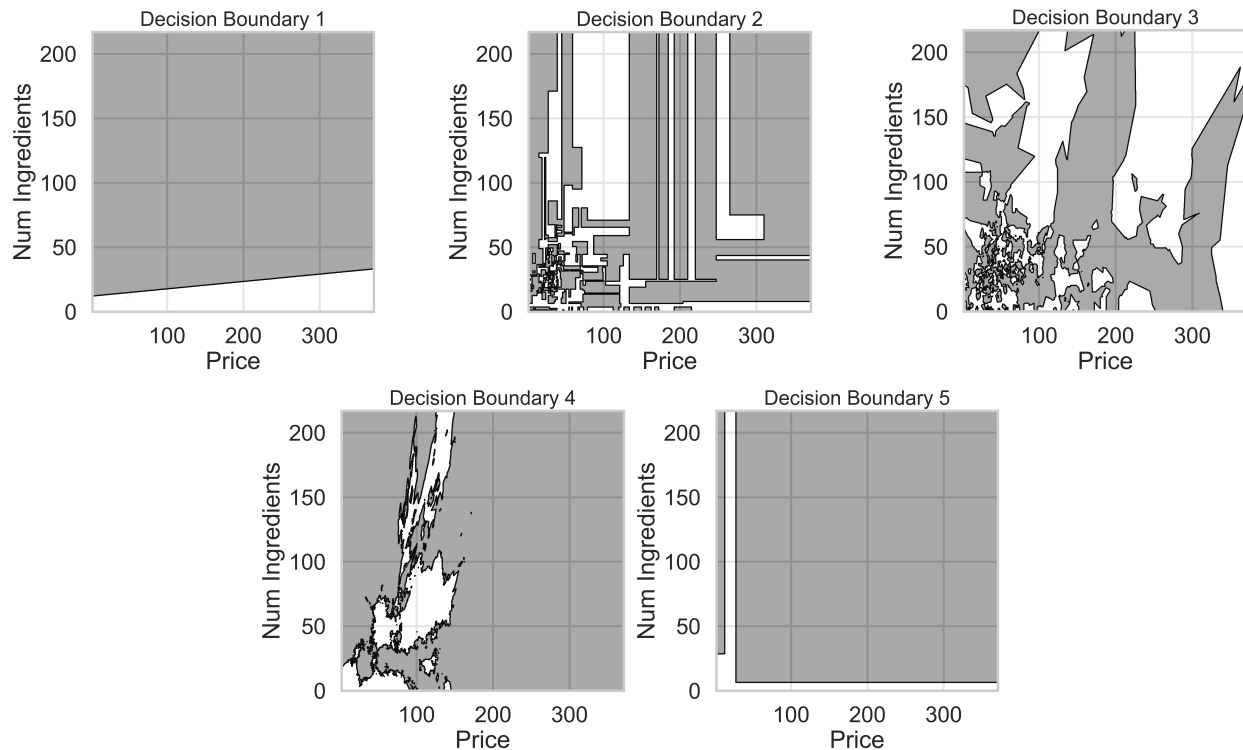 Decision Boundary 1
200
150
100
50
0
Num Ingredients
100 200 300
Price
Decision Boundary 2
200
150
100
50
0
Num Ingredients
100 200 300
Price
Decision Boundary 3
200
150
100
50
0
Num Ingredients
100 200 300
Price
Decision Boundary 4
200
150
100
50
0
Num Ingredients
100 200 300
Price
Decision Boundary 5
200
150
100
50
0
Num Ingredients
100 200 300
Price